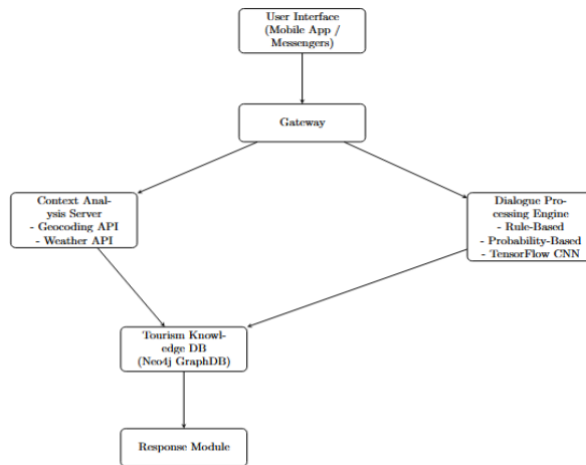 User Interface
(Mobile App /
Messengers)
Gateway
Context Anal-
ysis Server
- Geocoding API
- Weather API
Dialogue Pro-
cessing Engine
- Rule-Based
- Probability-Based
- TensorFlow CNN
Tourism Knowl-
edge DB
(Neo4j GraphDB)
Response Module